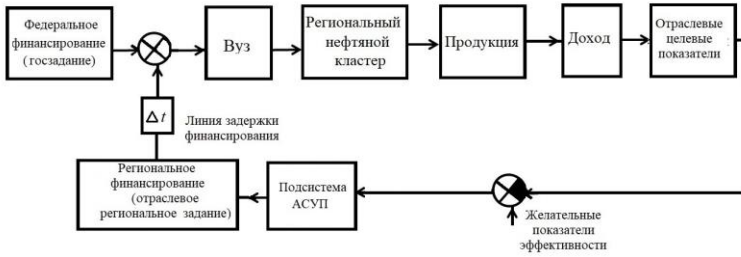 Федеральное
финансирование
(госзадание)
Вуз
Региональный
нефтяной
кластер
Продукция
Доход
Отраслевые
целевые
показатели
Δt
Линия задержки
финансирования
Региональное
финансирование
(отраслевое
региональное задание)
Подсистема
АСУП
Желательные
показатели
эффективности